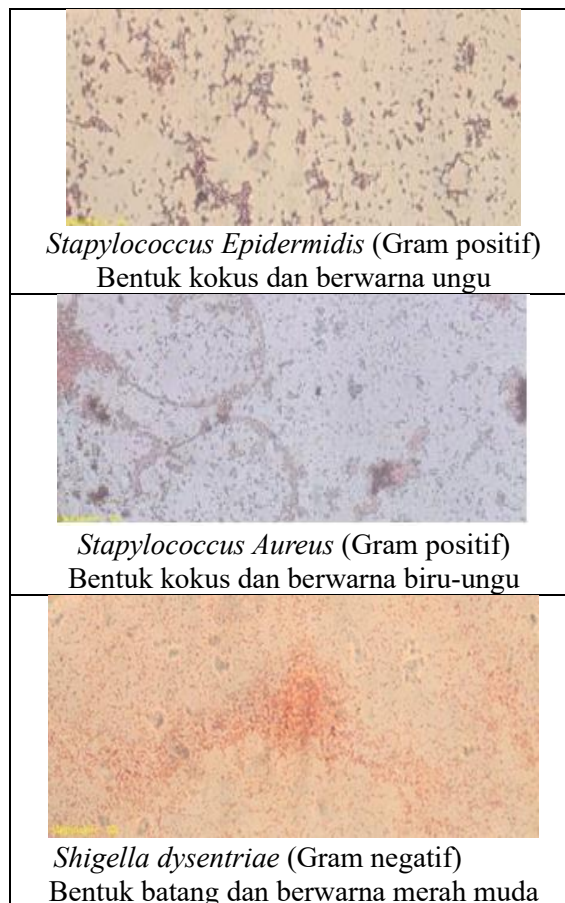 Stapylococcus Epidermidis (Gram positif)
Bentuk kokus dan berwarna ungu
Stapylococcus Aureus (Gram positif)
Bentuk kokus dan berwarna biru-ungu
Shigella dysentriae (Gram negatif)
Bentuk batang dan berwarna merah muda